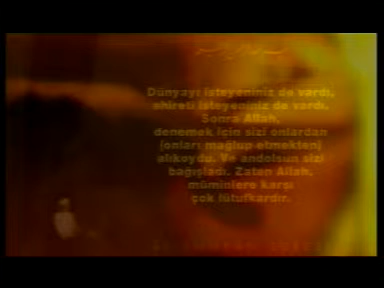 Dünyayı isteyeniniz de vardı,
ahireti isteyeniniz de vardı,
Sonra Allah,
denemek için sizi onlardan
(onları mağlup etmekten)
alıkoydu. Ve andolsun sizi
bağışladı. Zaten Allah,
müminlere karşı
çok lütufkardır.